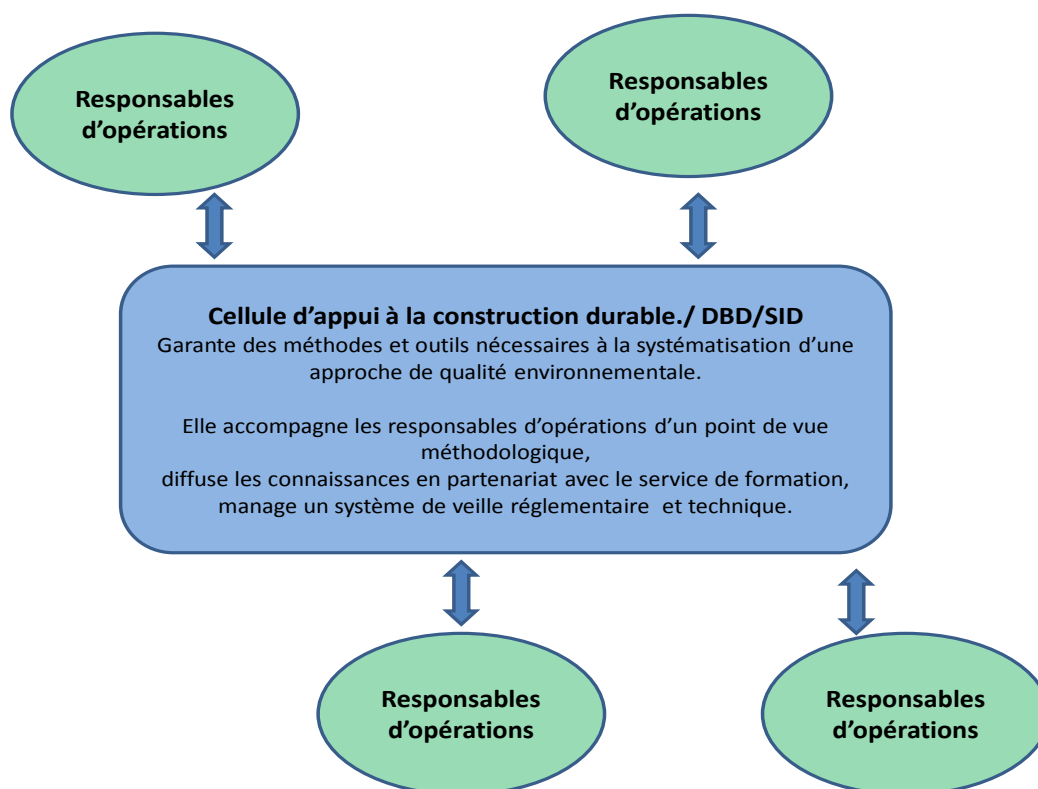 Responsables
d’opérations
Responsables
d’opérations
Cellule d’appui à la construction durable./ DBD/SID
Garante des méthodes et outils nécessaires à la systématisation d’une
approche de qualité environnementale.
Elle accompagne les responsables d’opérations d’un point de vue
méthodologique,
diffuse les connaissances en partenariat avec le service de formation,
manage un système de veille réglementaire et technique.
Responsables
d’opérations
Responsables
d’opérations